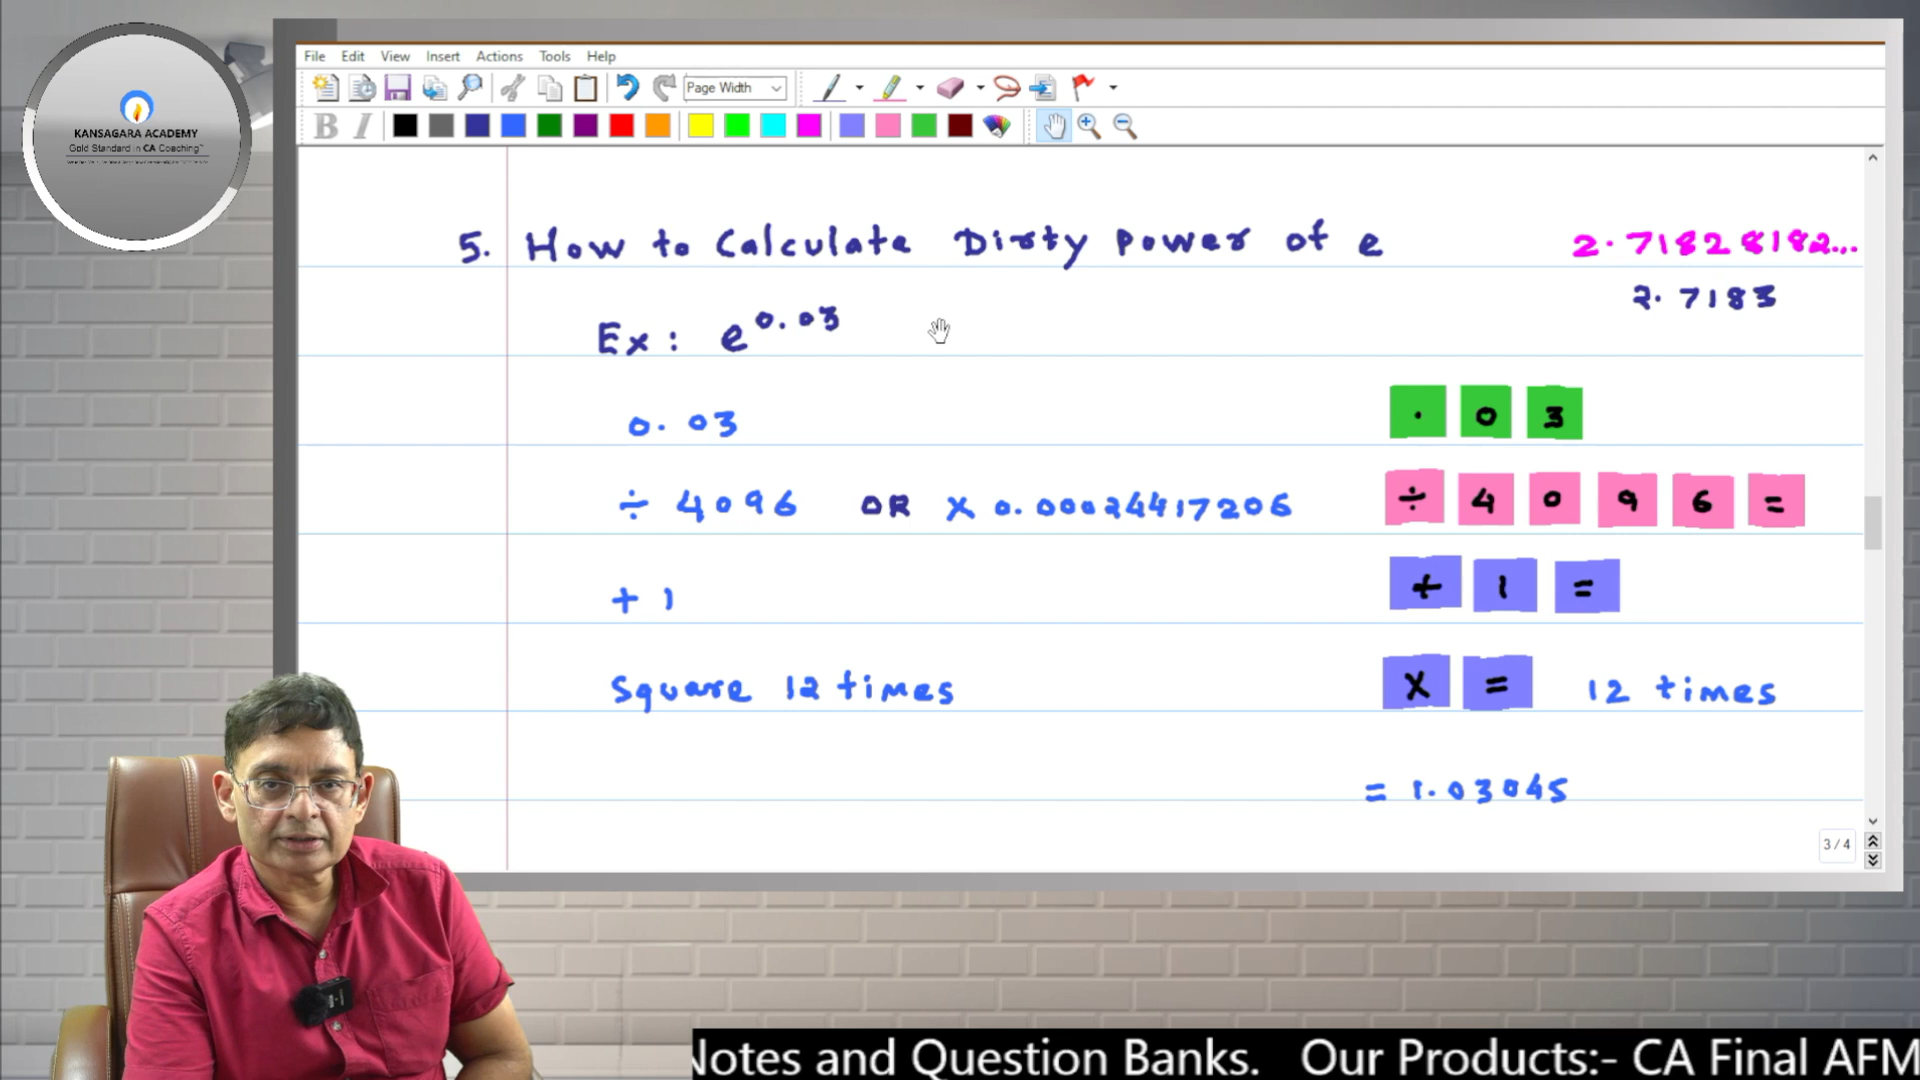 KANSAGARA ACADEMY
Gold Standard in CA Coaching™
File Edit View Insert Actions Tools Help
Page Width
B I
5. How to Calculate Dirty Power of e
2.71828182...
2.7183
Ex: e^0.03
0.03
. 0 3
÷ 4096 OR x 0.00024417206
÷ 4 0 9 6 =
+ 1
+ 1 =
Square 12 times
x = 12 times
= 1.03045
3 / 4
Notes and Question Banks. Our Products:- CA Final AFM